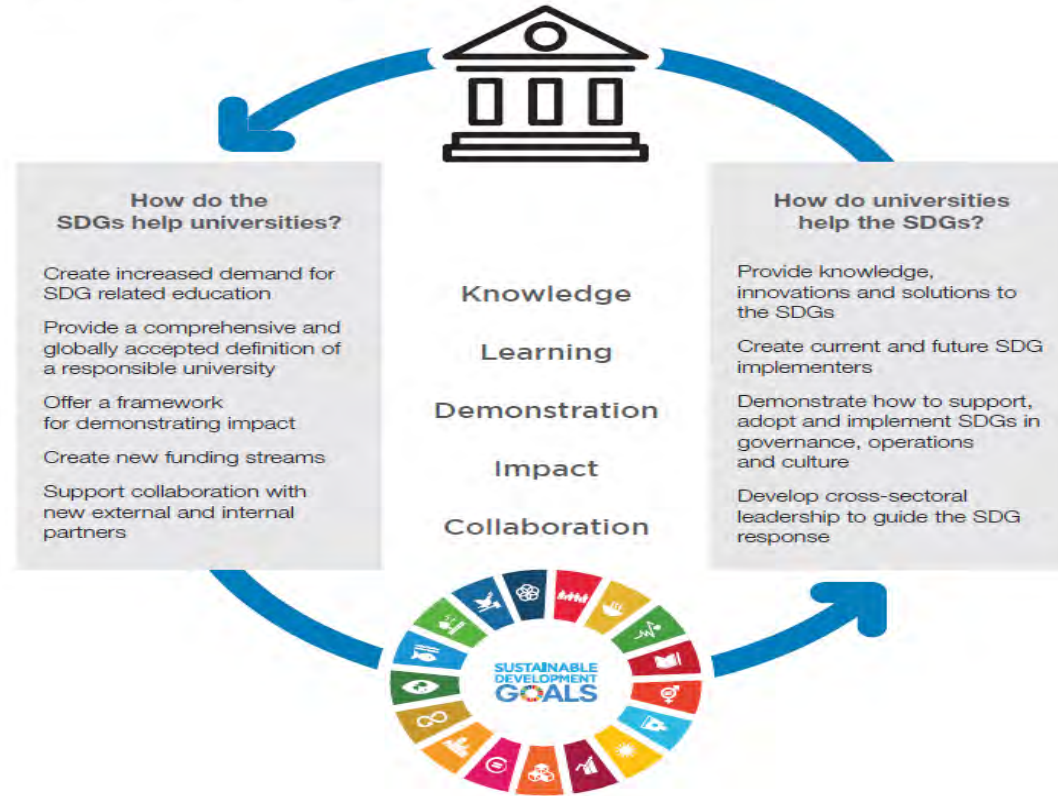 How do the
SDGs help universities?
Create increased demand for
SDG related education
Provide a comprehensive and
globally accepted definition of
a responsible university
Offer a framework
for demonstrating impact
Create new funding streams
Support collaboration with
new external and internal
partners
Knowledge
Learning
Demonstration
Impact
Collaboration
How do universities
help the SDGs?
Provide knowledge,
innovations and solutions to
the SDGs
Create current and future SDG
implementers
Demonstrate how to support,
adopt and implement SDGs in
governance, operations
and culture
Develop cross-sectoral
leadership to guide the SDG
response
SUSTAINABLE
DEVELOPMENT
GOALS